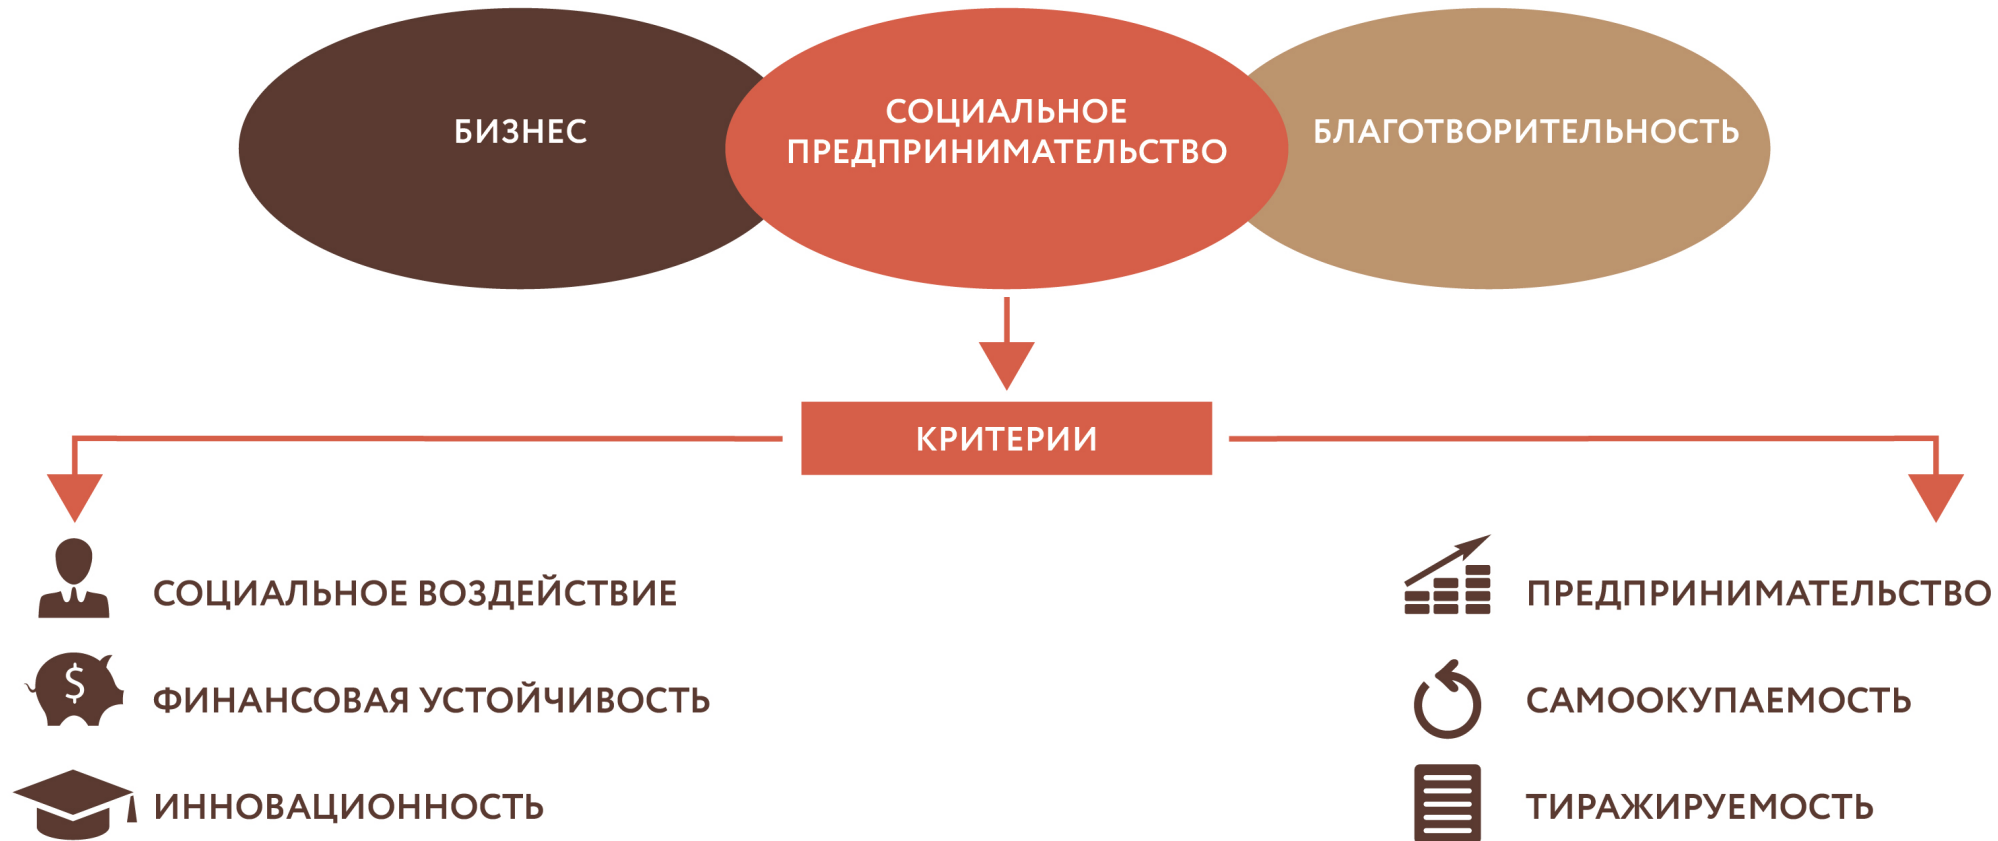 БИЗНЕС
СОЦИАЛЬНОЕ
ПРЕДПРИНИМАТЕЛЬСТВО
БЛАГОТВОРИТЕЛЬНОСТЬ
КРИТЕРИИ
СОЦИАЛЬНОЕ ВОЗДЕЙСТВИЕ
$
ФИНАНСОВАЯ УСТОЙЧИВОСТЬ
ИННОВАЦИОННОСТЬ
ПРЕДПРИНИМАТЕЛЬСТВО
САМООКУПАЕМОСТЬ
ТИРАЖИРУЕМОСТЬ